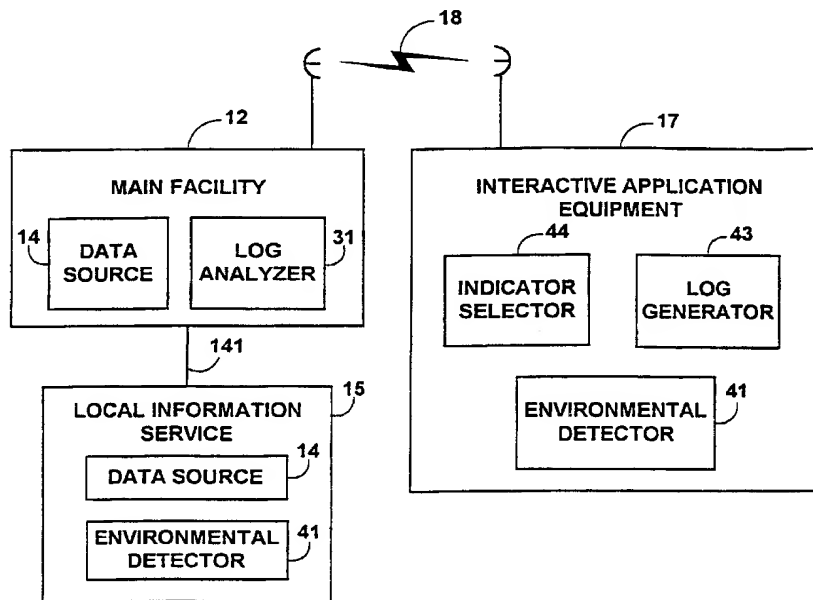 18
12
MAIN FACILITY
14
DATA
SOURCE
LOG
ANALYZER
31
141
LOCAL INFORMATION
SERVICE
15
DATA SOURCE
14
ENVIRONMENTAL
DETECTOR
41
17
INTERACTIVE APPLICATION
EQUIPMENT
44
INDICATOR
SELECTOR
43
LOG
GENERATOR
ENVIRONMENTAL
DETECTOR
41